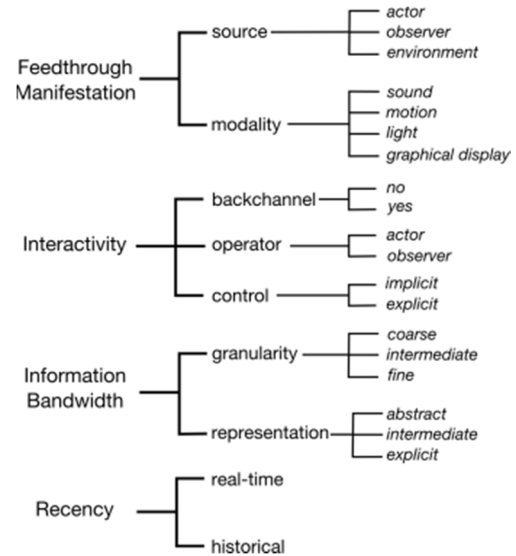 Feedthrough
Manifestation
source
actor
observer
environment
modality
sound
motion
light
graphical display
Interactivity
backchannel
no
yes
operator
actor
observer
control
implicit
explicit
Information
Bandwidth
granularity
coarse
intermediate
fine
representation
abstract
intermediate
explicit
Recency
real-time
historical